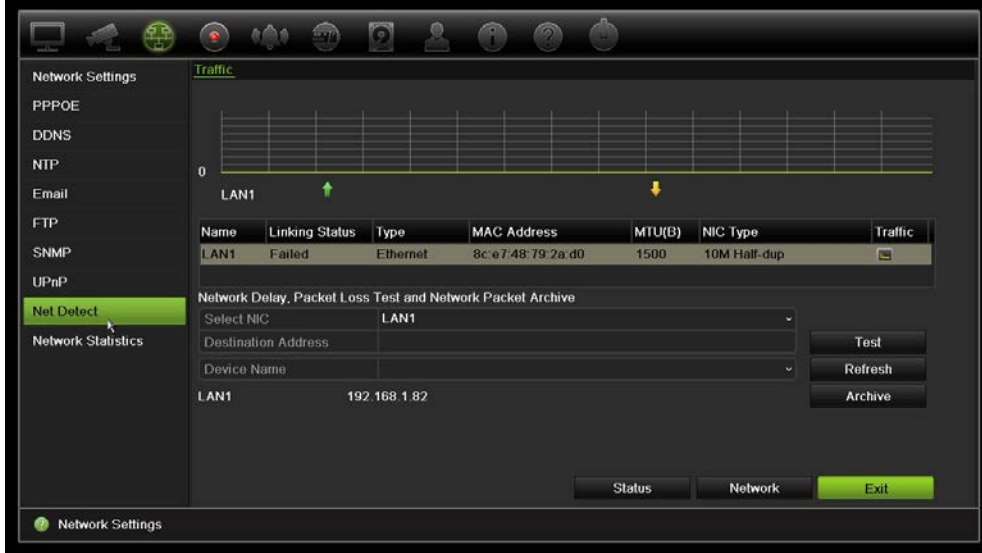 Network Settings
PPPOE
DDNS
NTP
Email
FTP
SNMP
UPnP
Net Detect
Network Statistics
Traffic
0
LAN1
Name Linking Status Type MAC Address MTU(B) NIC Type Traffic
LAN1 Failed Ethernet 8c:e7:48:79:2a:d0 1500 10M Half-dup
Network Delay, Packet Loss Test and Network Packet Archive
Select NIC LAN1
Destination Address Test
Device Name Refresh
LAN1 192.168.1.82 Archive
Status Network Exit
Network Settings